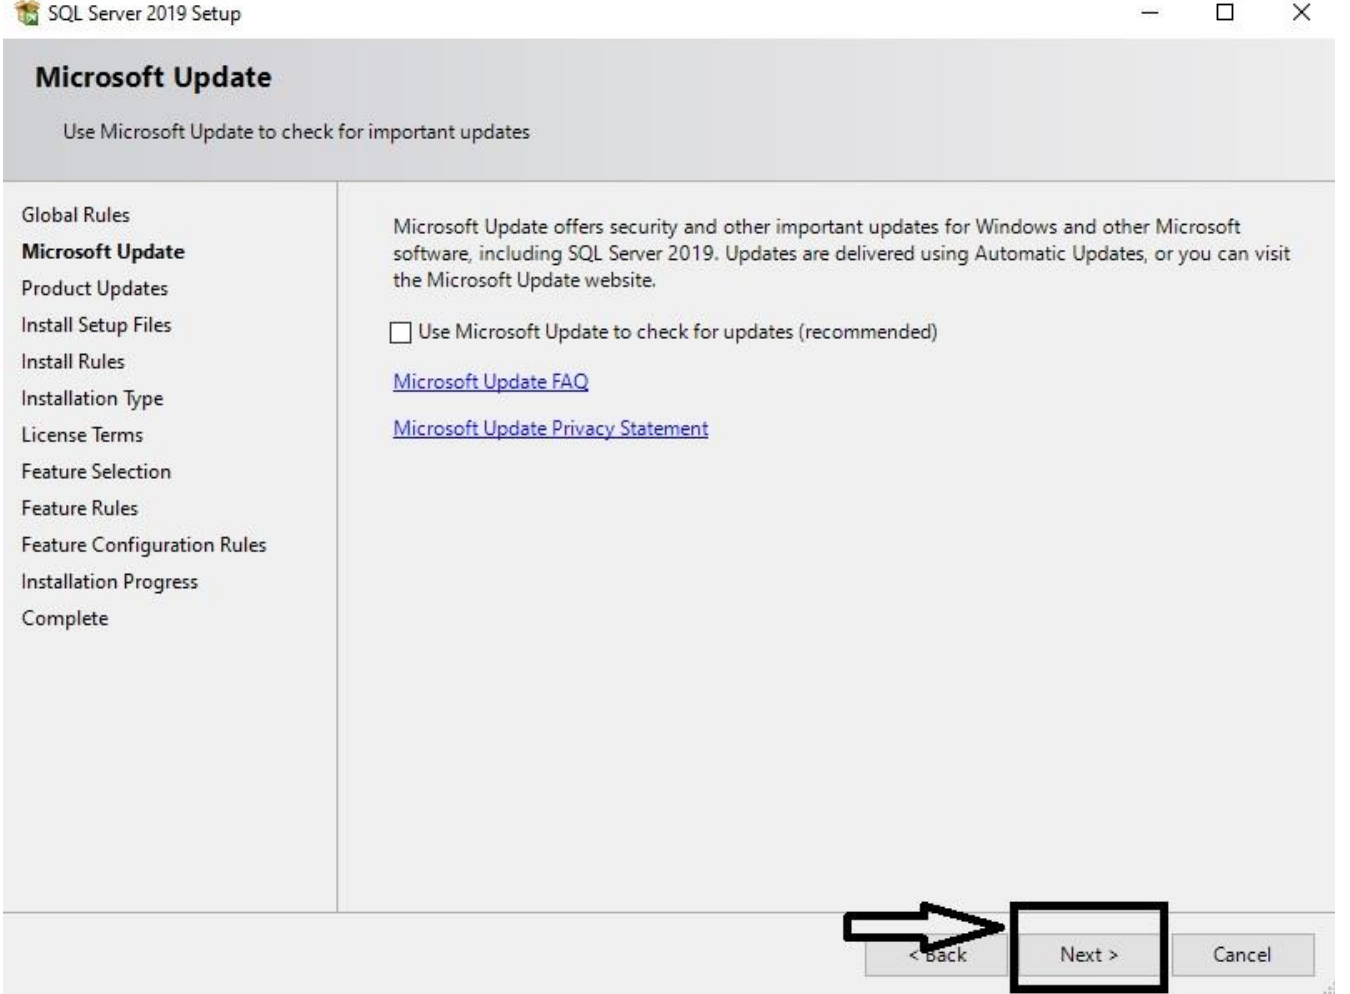 SQL Server 2019 Setup
Microsoft Update
Use Microsoft Update to check for important updates
Global Rules
Microsoft Update
Product Updates
Install Setup Files
Install Rules
Installation Type
License Terms
Feature Selection
Feature Rules
Feature Configuration Rules
Installation Progress
Complete
Microsoft Update offers security and other important updates for Windows and other Microsoft
software, including SQL Server 2019. Updates are delivered using Automatic Updates, or you can visit
the Microsoft Update website.
Use Microsoft Update to check for updates (recommended)
Microsoft Update FAQ
Microsoft Update Privacy Statement
< Back Next > Cancel